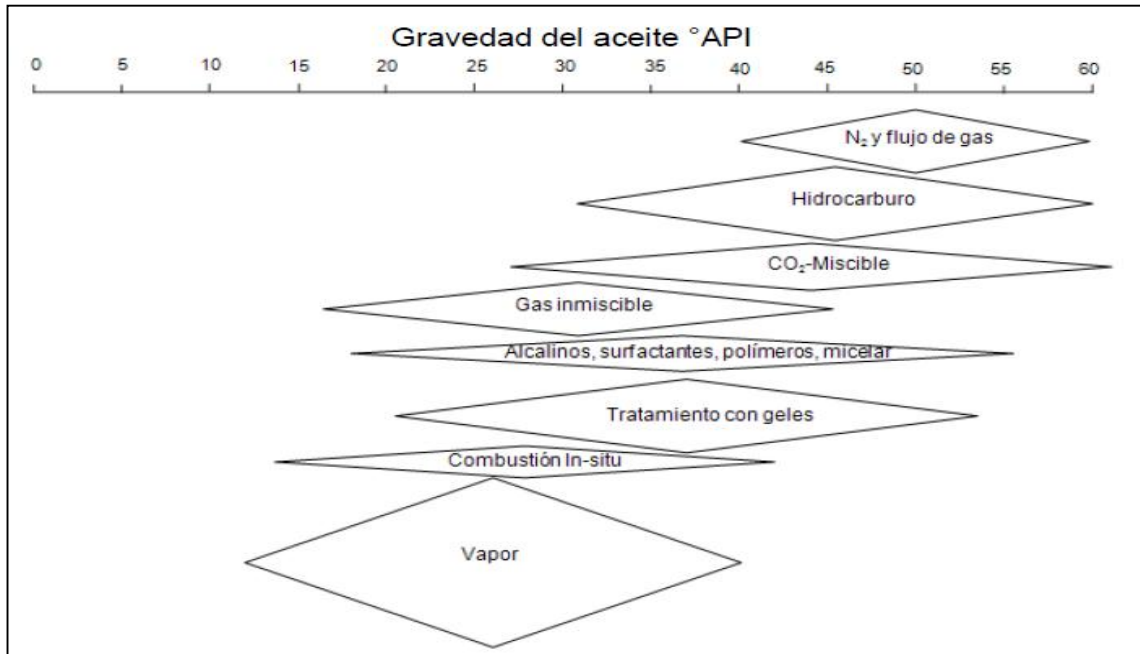 Gravedad del aceite °API
0 5 10 15 20 25 30 35 40 45 50 55 60
N₂ y flujo de gas
Hidrocarburo
CO₂-Miscible
Gas inmiscible
Alcalinos, surfactantes, polímeros, micelar
Tratamiento con geles
Combustión In-situ
Vapor